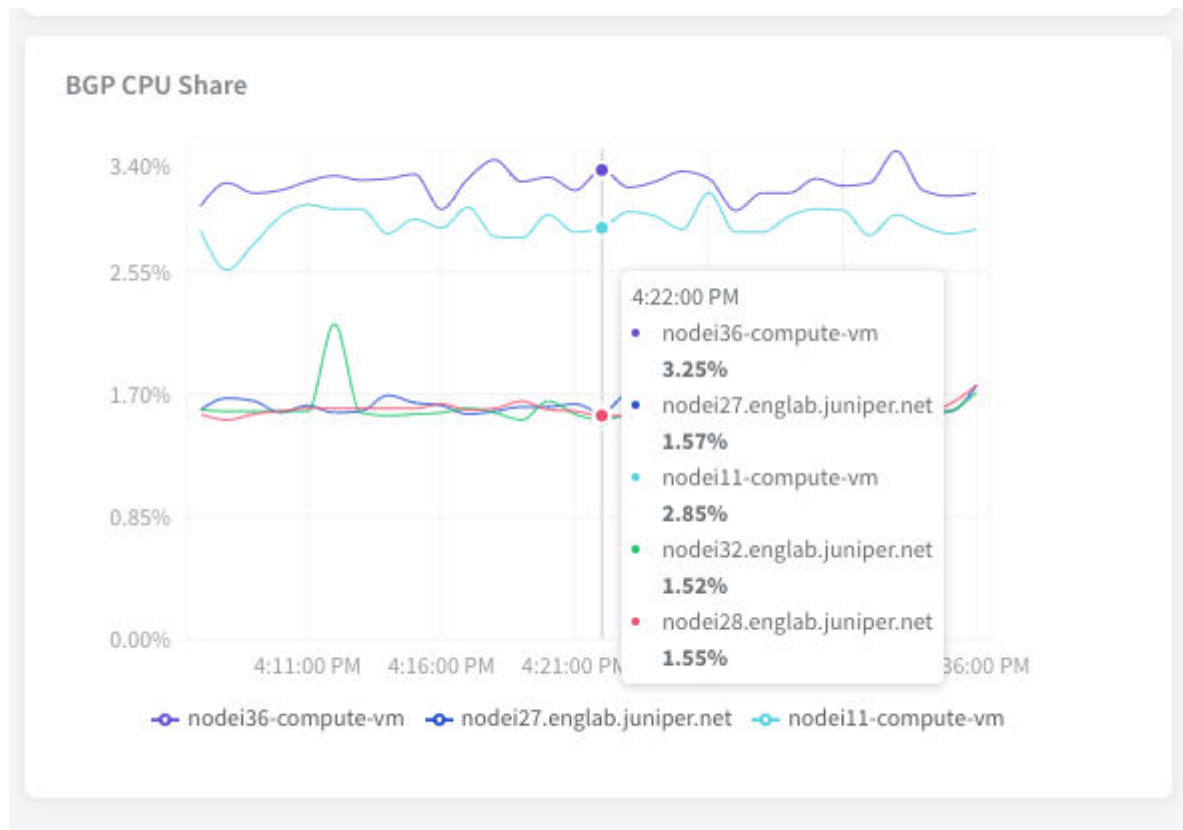 BGP CPU Share
3.40%
2.55%
1.70%
0.85%
0.00%
4:22:00 PM
nodei36-compute-vm
3.25%
nodei27.englab.juniper.net
1.57%
nodei11-compute-vm
2.85%
nodei32.englab.juniper.net
1.52%
nodei28.englab.juniper.net
1.55%
4:11:00 PM 4:16:00 PM 4:21:00 PM 36:00 PM
nodei36-compute-vm nodei27.englab.juniper.net nodei11-compute-vm